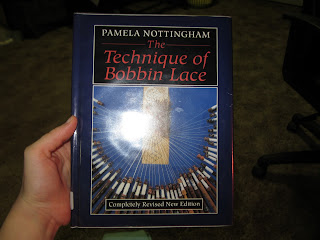 PAMELA NOTTINGHAM
The
Technique of
Bobbin Lace
Completely Revised New Edition